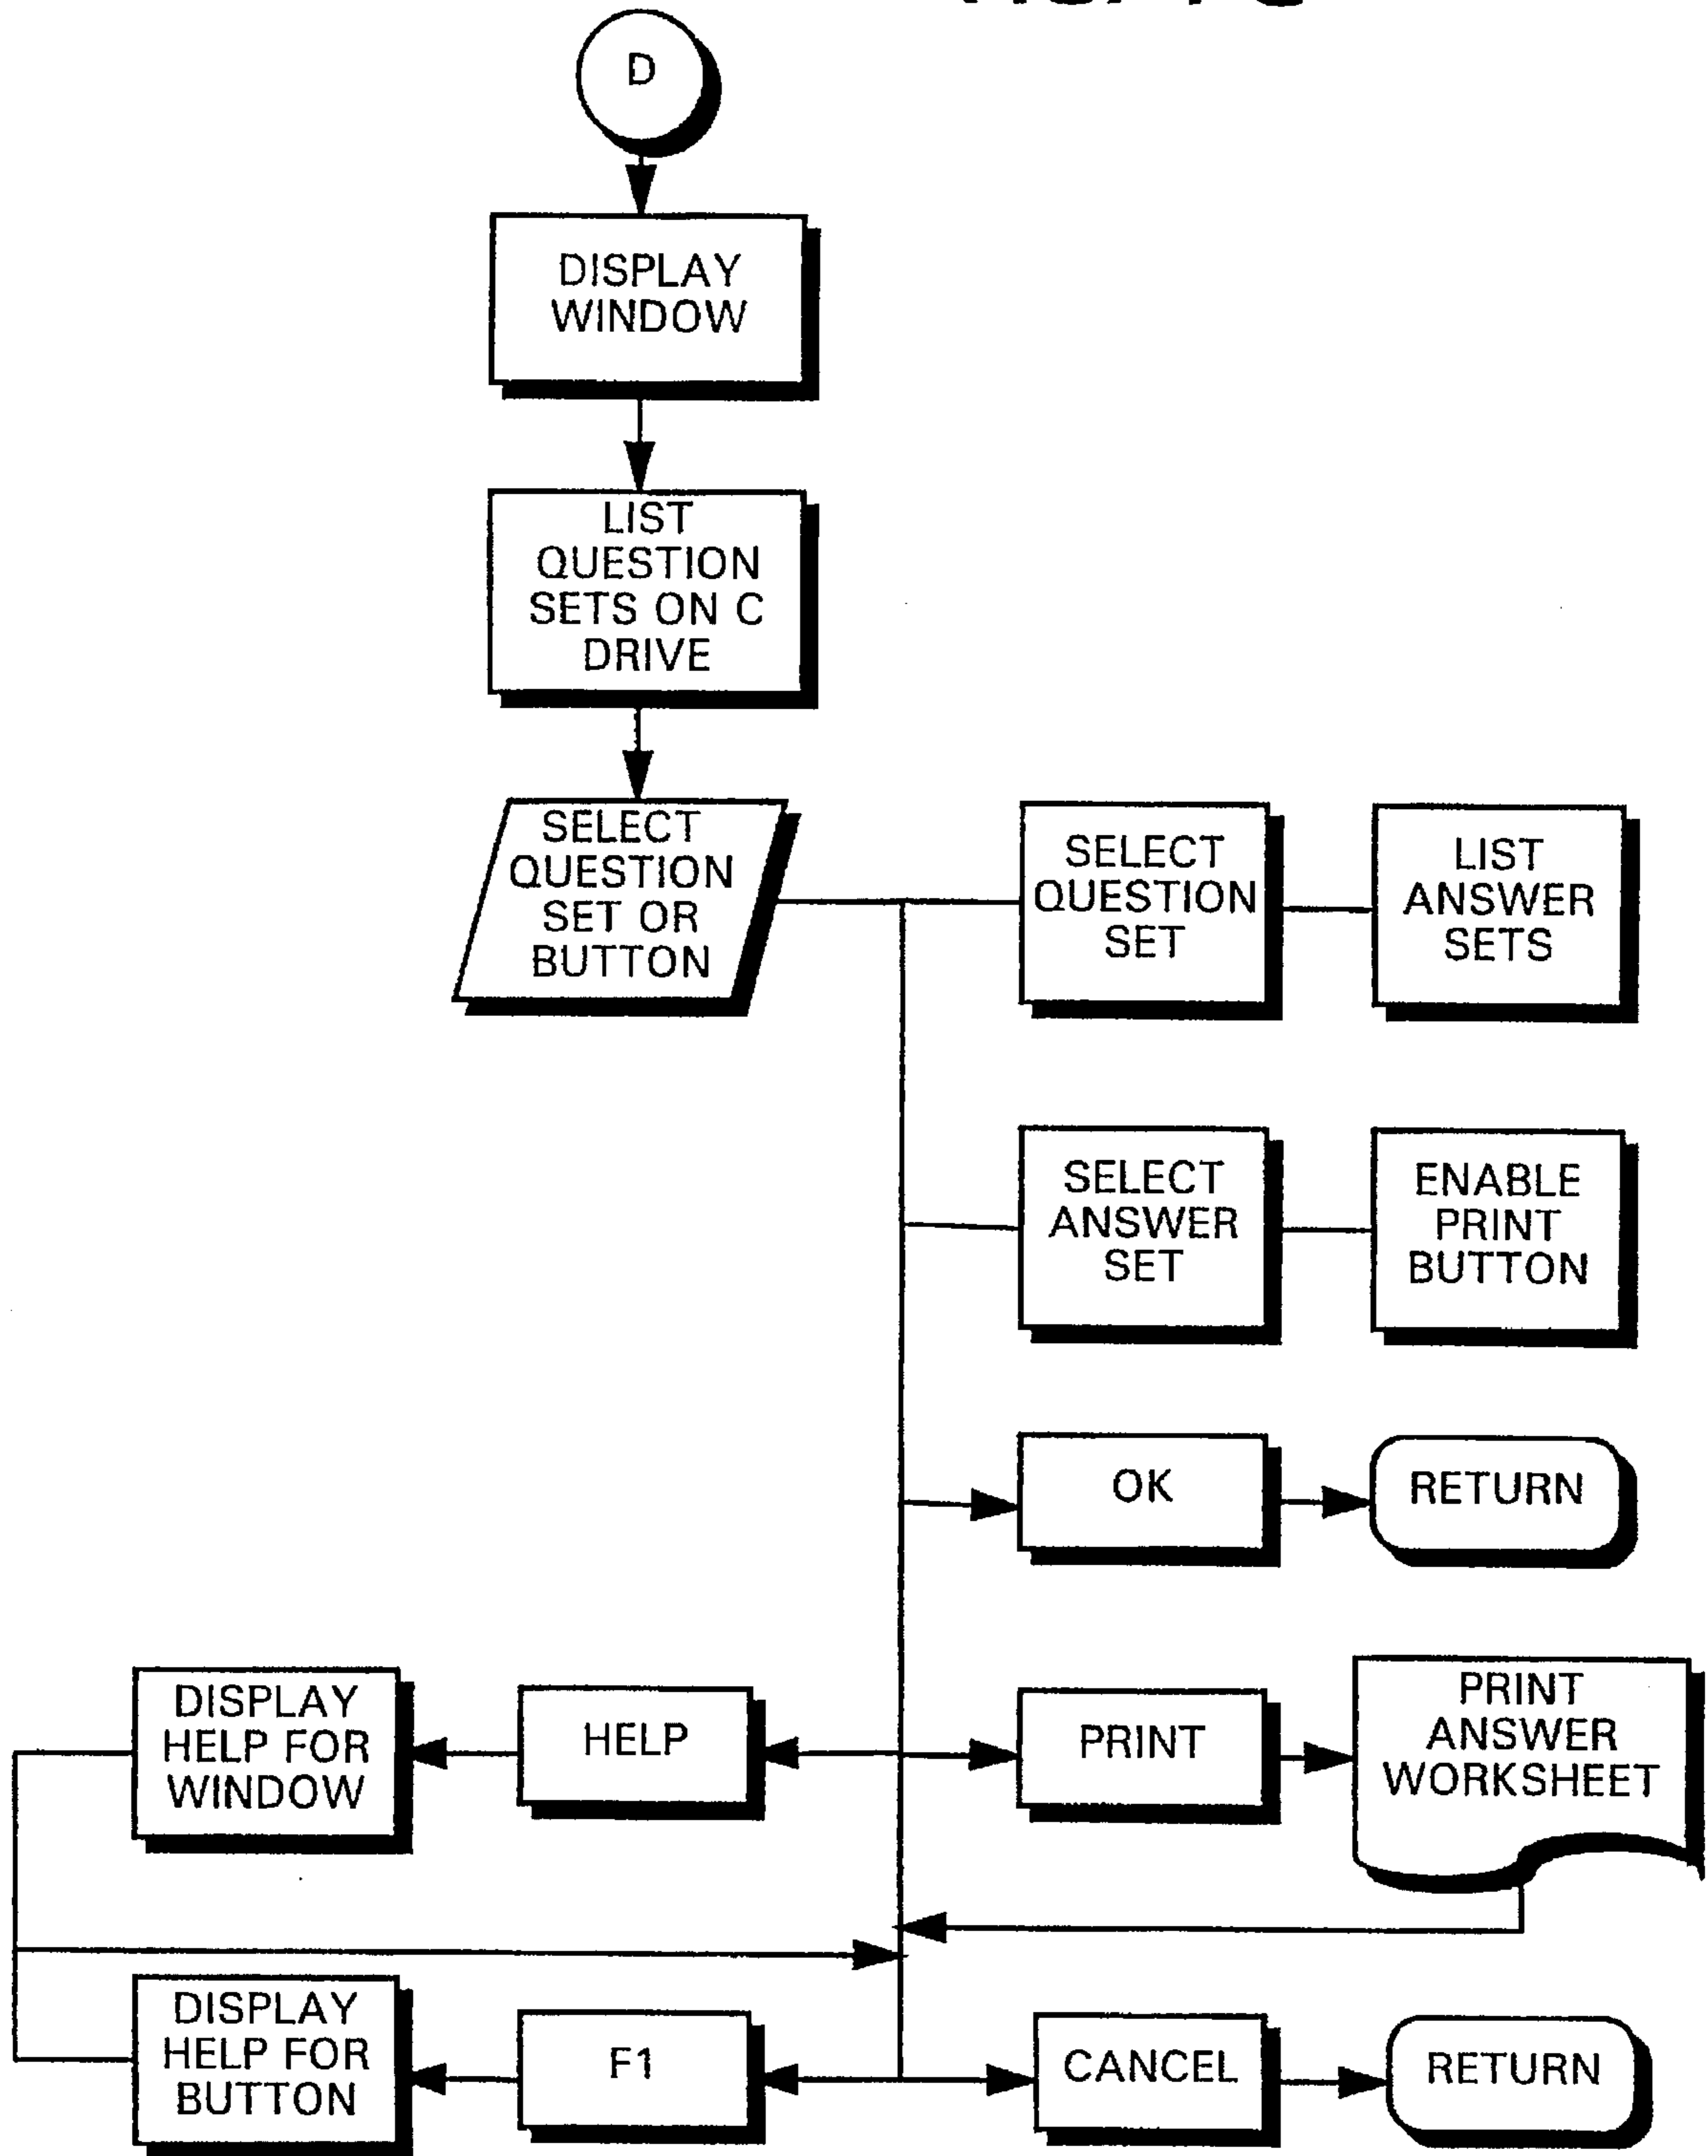 D
DISPLAY
WINDOW
LIST
QUESTION
SETS ON C
DRIVE
SELECT
QUESTION
SET OR
BUTTON
SELECT
QUESTION
SET
LIST
ANSWER
SETS
SELECT
ANSWER
SET
ENABLE
PRINT
BUTTON
OK
RETURN
DISPLAY
HELP FOR
WINDOW
HELP
PRINT
PRINT
ANSWER
WORKSHEET
DISPLAY
HELP FOR
BUTTON
F1
CANCEL
RETURN